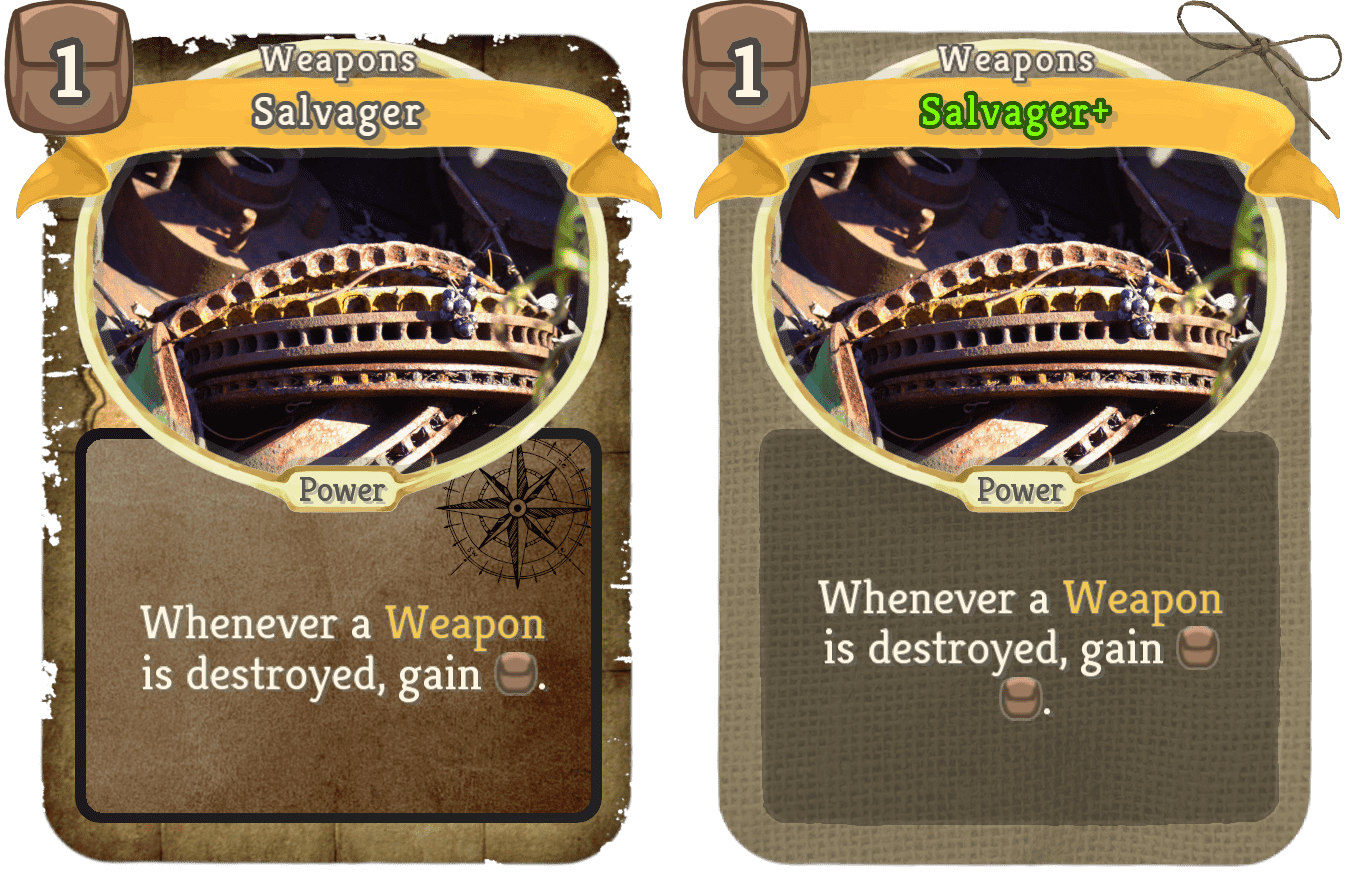 1
Weapons
Salvager
Power
Whenever a Weapon
is destroyed, gain .
1
Weapons
Salvager+
Power
Whenever a Weapon
is destroyed, gain
.